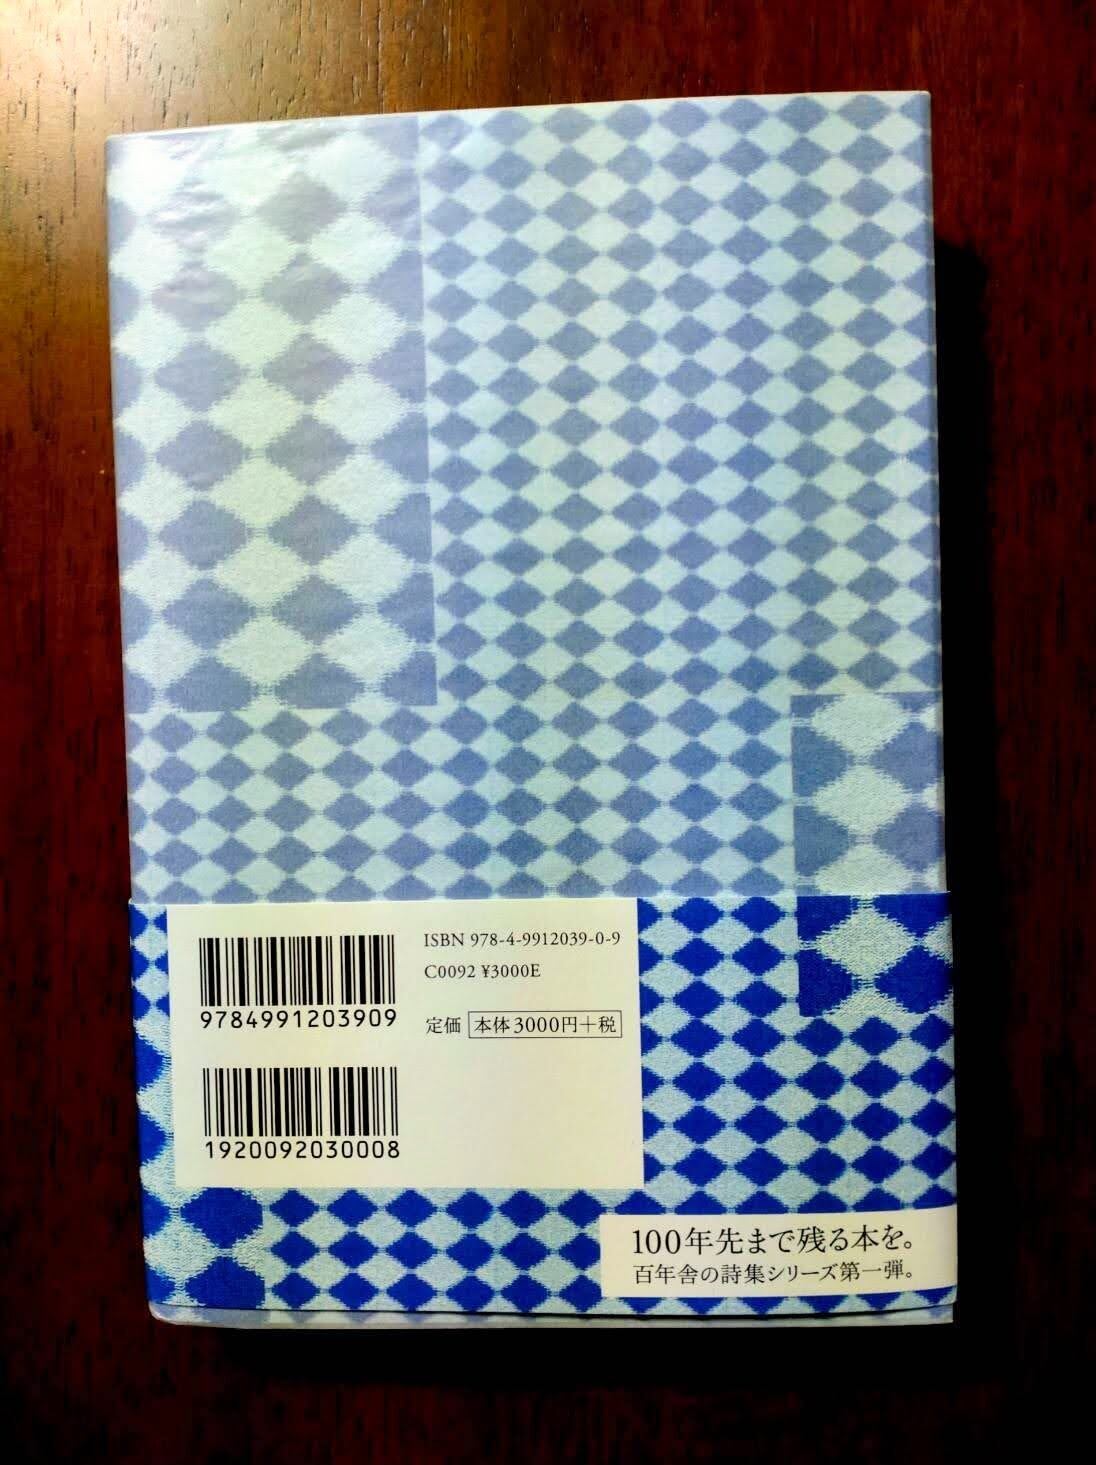 ISBN 978-4-9912039-0-9
C0092 ¥3000E
9784991203909
定価 本体3000円+税
1920092030008
100年先まで残る本を。
百年舎の詩集シリーズ第一弾。